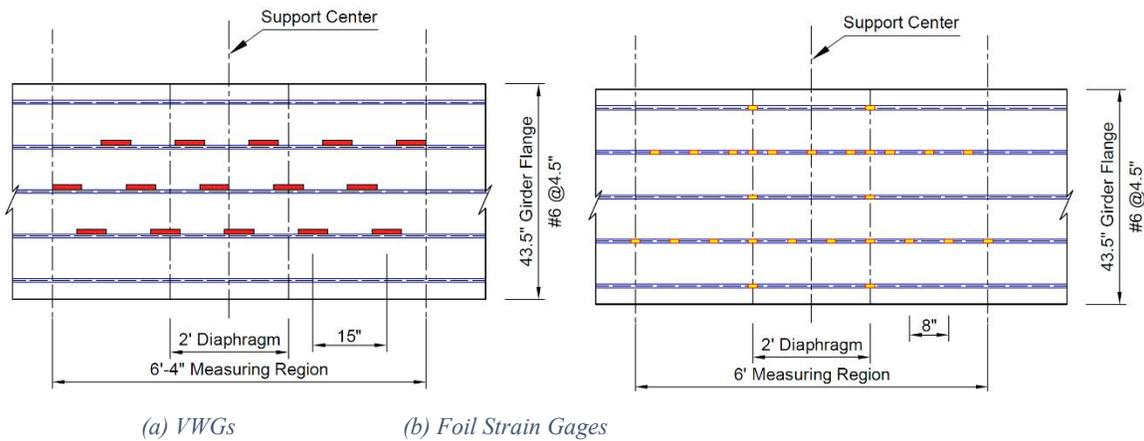 Support Center
43.5" Girder Flange
#6 @4.5"
2' Diaphragm
15"
6'-4" Measuring Region
Support Center
43.5" Girder Flange
#6 @4.5"
8"
2' Diaphragm
6' Measuring Region
(a) VWGs
(b) Foil Strain Gages